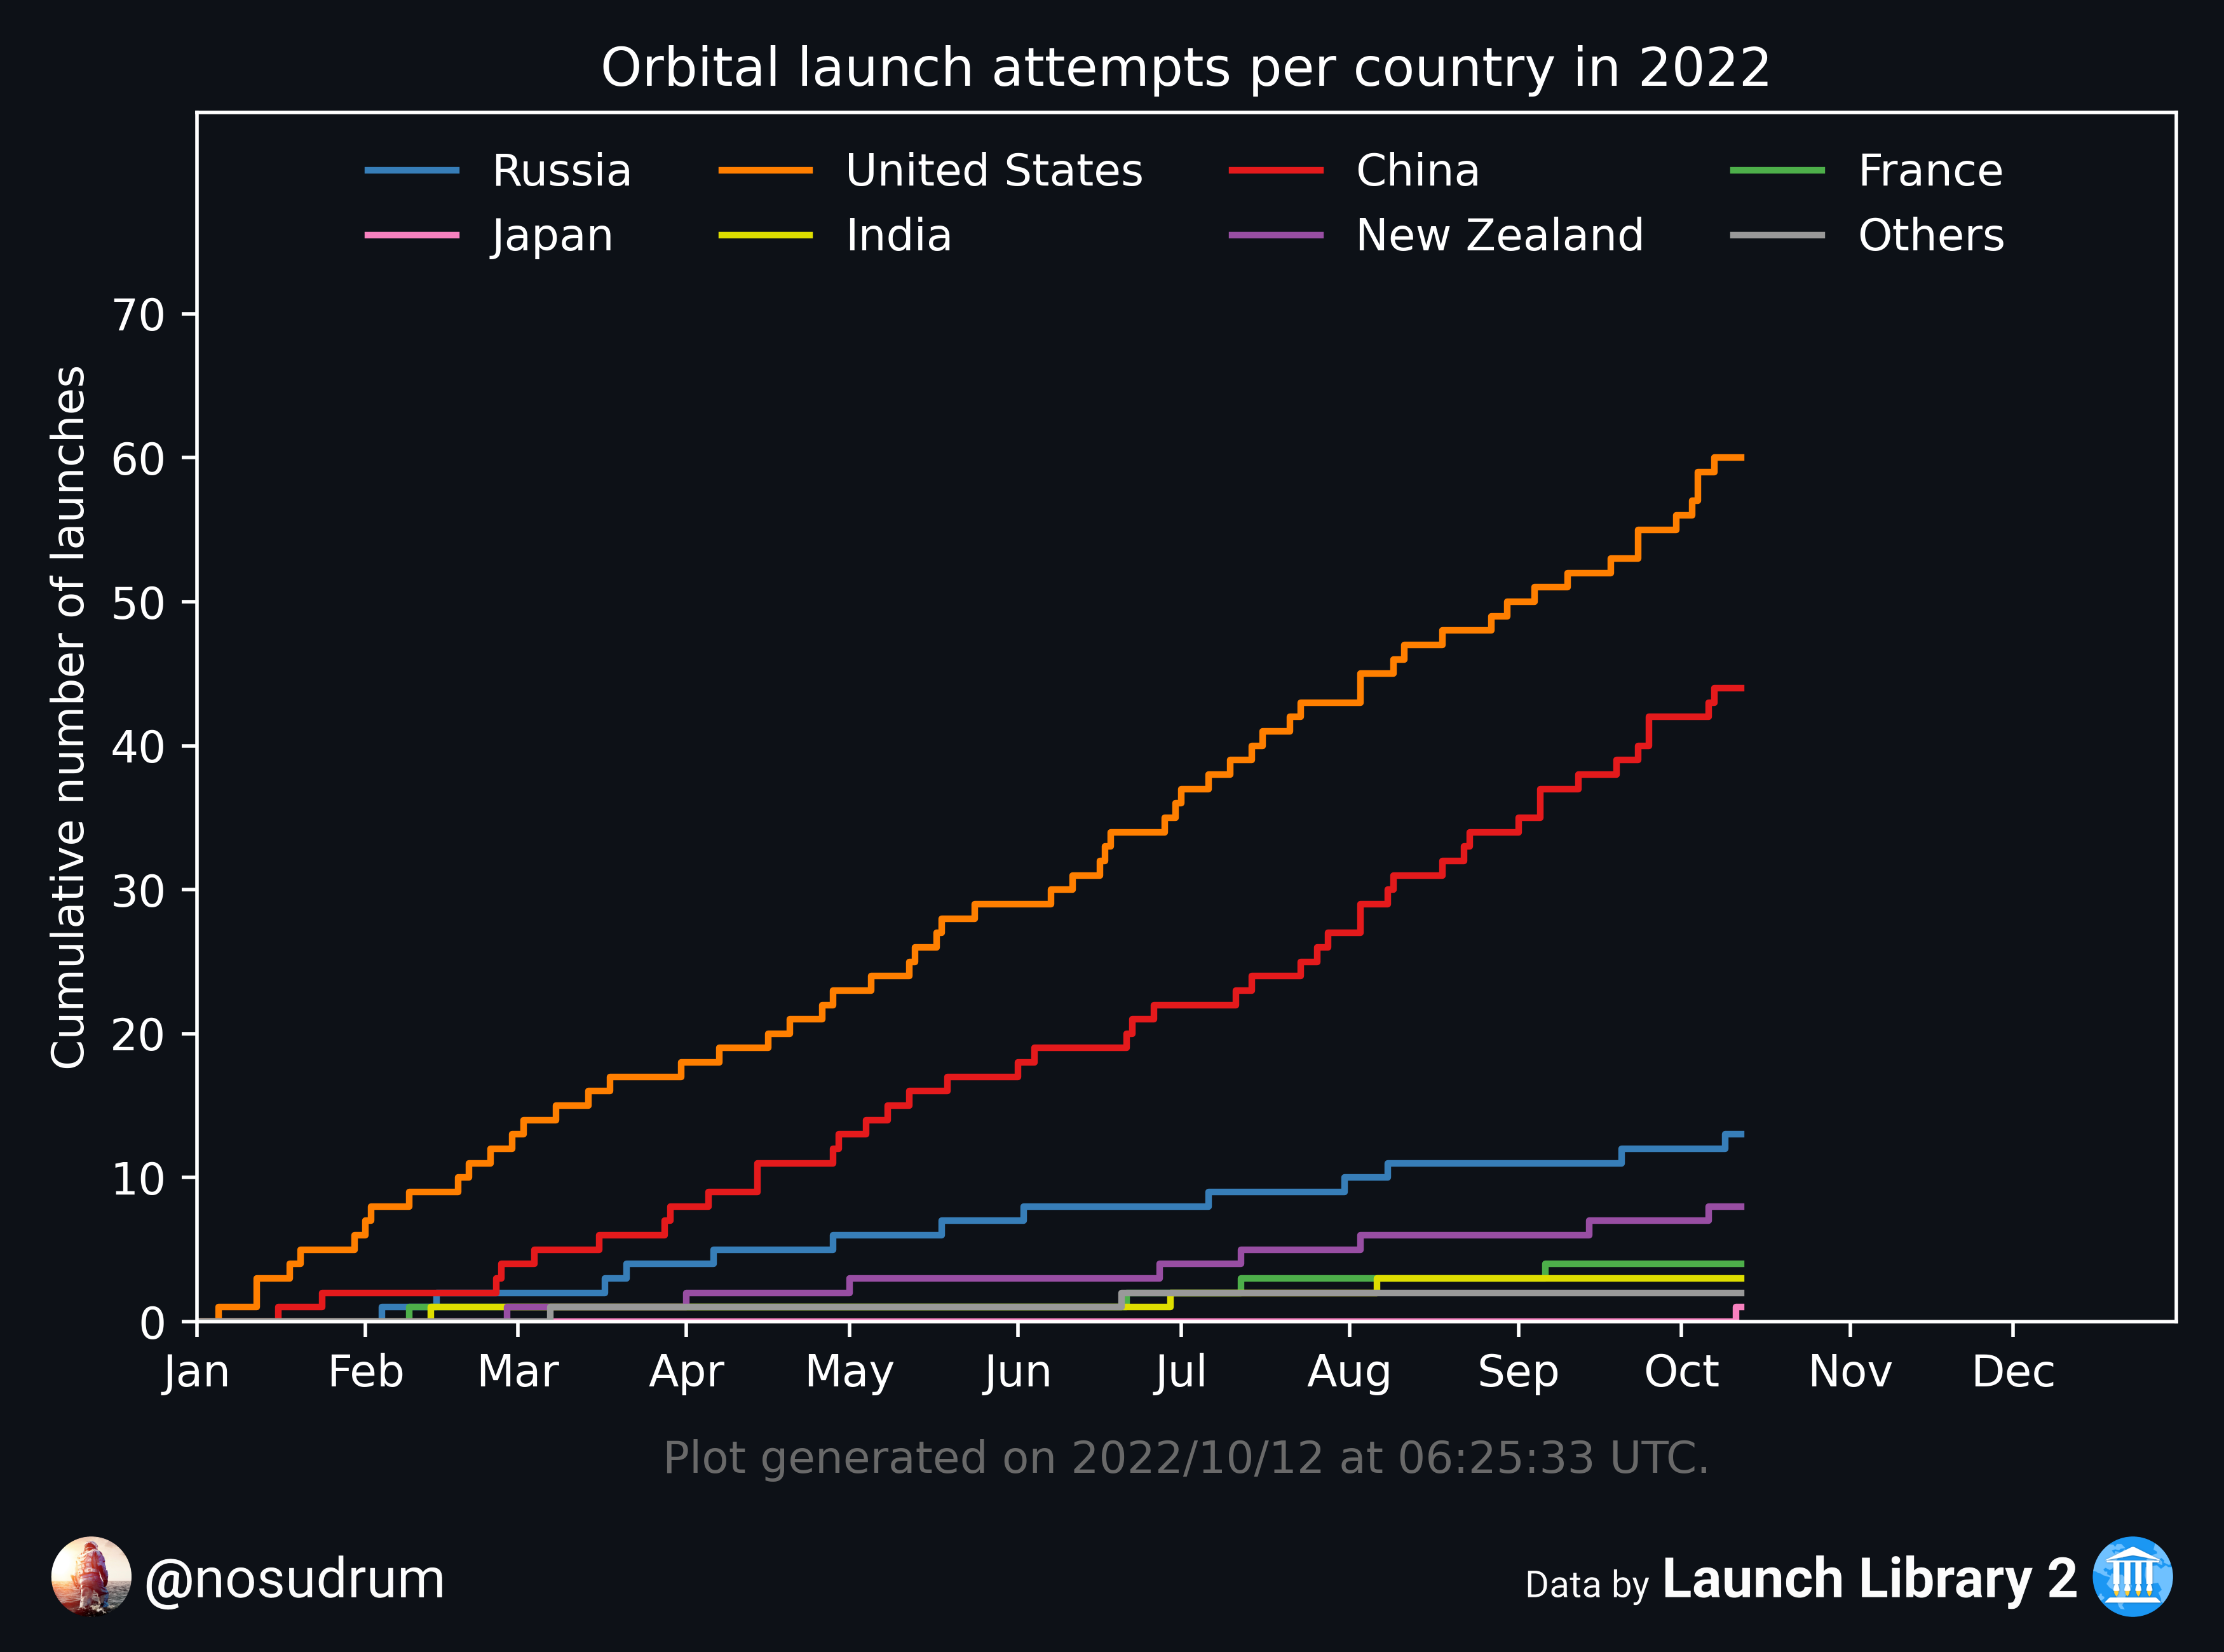 Orbital launch attempts per country in 2022
Russia United States China France
Japan India New Zealand Others
Cumulative number of launches
70
60
50
40
30
20
10
0
Jan Feb Mar Apr May Jun Jul Aug Sep Oct Nov Dec
Plot generated on 2022/10/12 at 06:25:33 UTC.
@nosudrum
Data by Launch Library 2